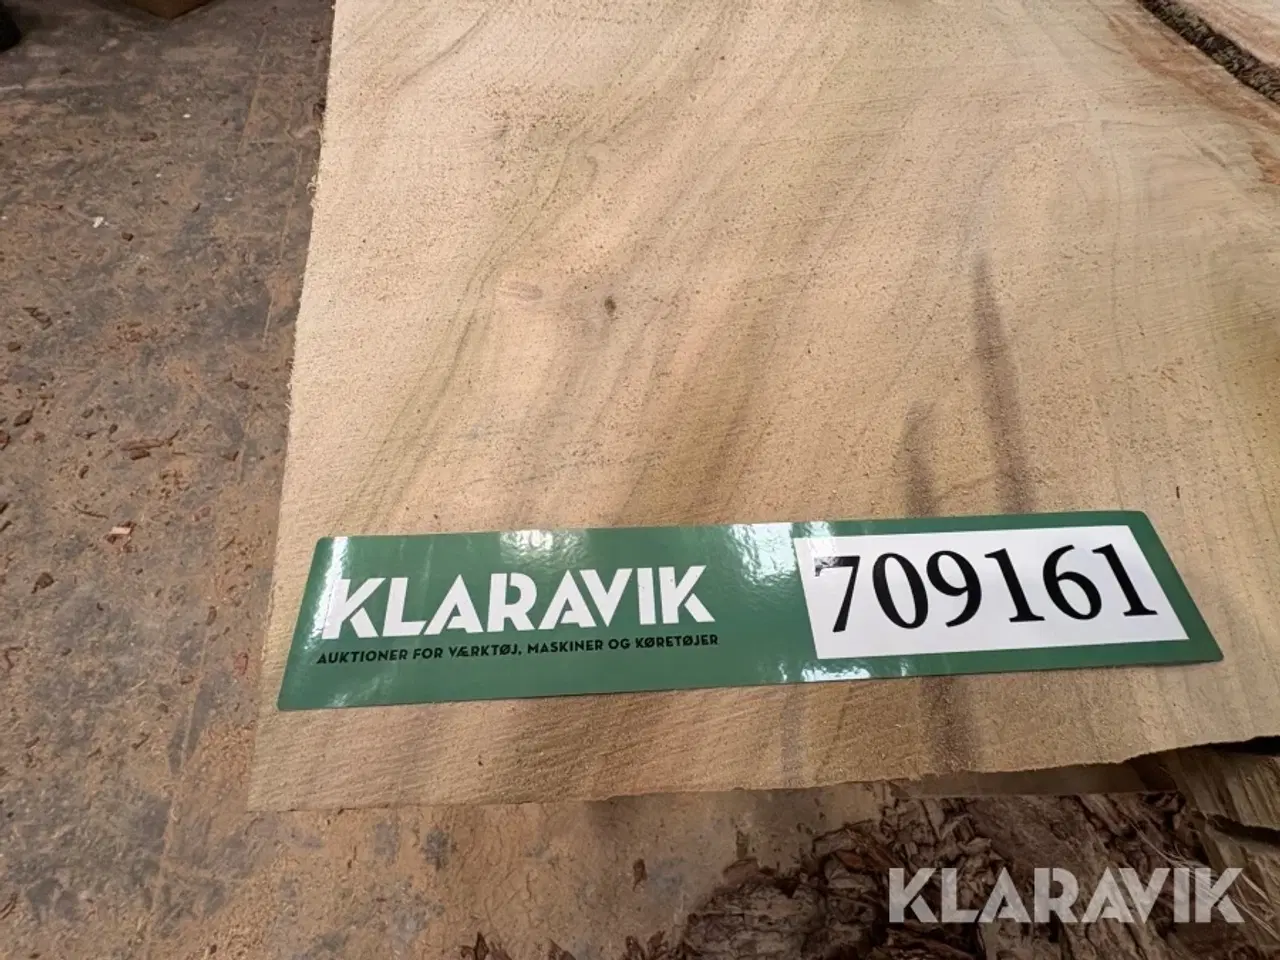 KLARAVIK
AUKTIONER FOR VÆRKTØJ, MASKINER OG KØRETØJER
709161
KLARAVIK